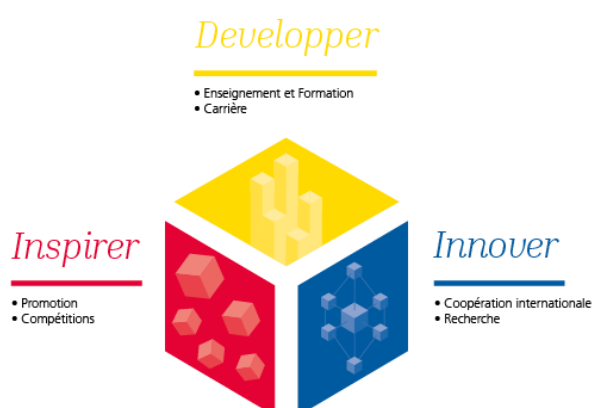 Developper
• Enseignement et Formation
• Carrière
Inspirer
• Promotion
• Compétitions
Innover
• Coopération internationale
• Recherche